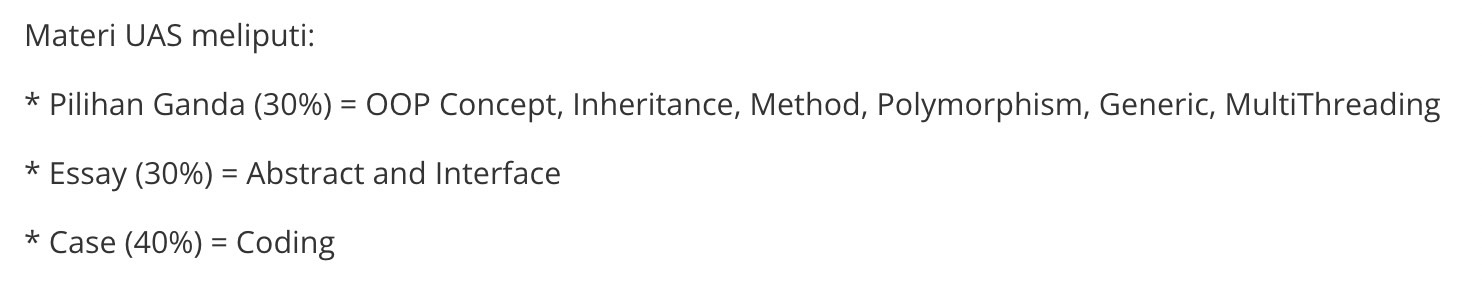 Materi UAS meliputi:
* Pilihan Ganda (30%) = OOP Concept, Inheritance, Method, Polymorphism, Generic, MultiThreading
* Essay (30%) = Abstract and Interface
* Case (40%) = Coding